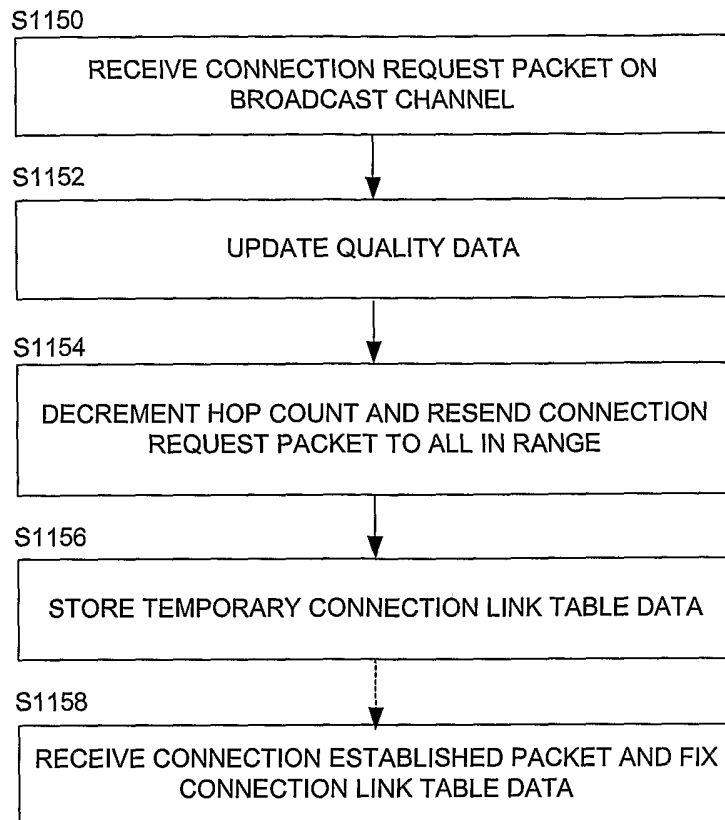 S1150
RECEIVE CONNECTION REQUEST PACKET ON
BROADCAST CHANNEL
S1152
UPDATE QUALITY DATA
S1154
DECREMENT HOP COUNT AND RESEND CONNECTION
REQUEST PACKET TO ALL IN RANGE
S1156
STORE TEMPORARY CONNECTION LINK TABLE DATA
S1158
RECEIVE CONNECTION ESTABLISHED PACKET AND FIX
CONNECTION LINK TABLE DATA